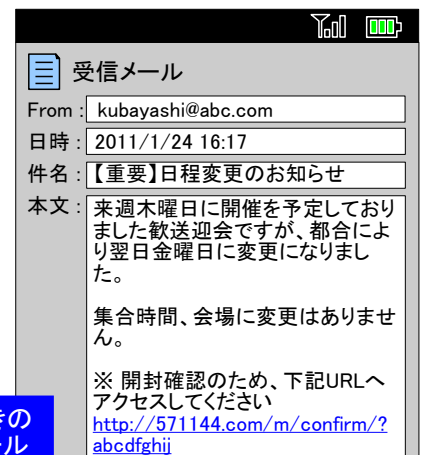 受信メール
From : kubayashi@abc.com
日時 : 2011/1/24 16:17
件名 : 【重要】日程変更のお知らせ
本文 : 来週木曜日に開催を予定しており
ました歓送迎会ですが、都合によ
り翌日金曜日に変更になりまし
た。
集合時間、会場に変更はありませ
ん。
※ 開封確認のため、下記URLへ
アクセスしてください
http://571144.com/m/confirm/?
abcdfghij
きの
ール